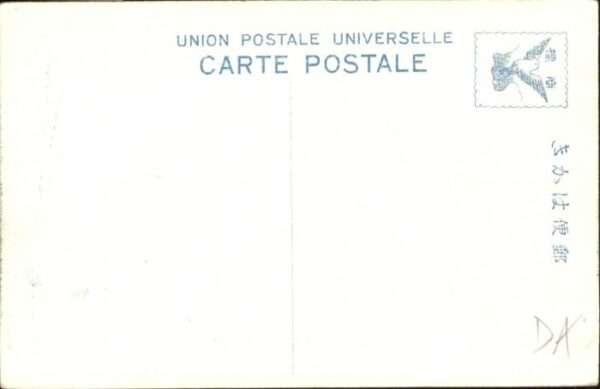 UNION POSTALE UNIVERSELLE
CARTE POSTALE
きかは便郵